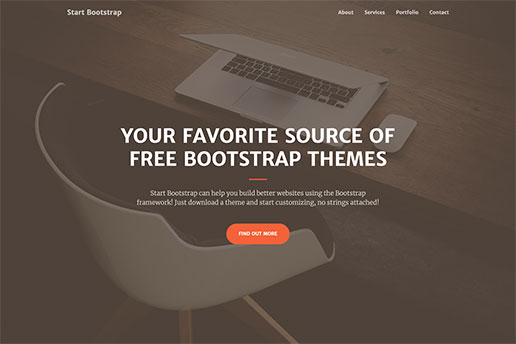 Start Bootstrap
About Services Portfolio Contact
YOUR FAVORITE SOURCE OF
FREE BOOTSTRAP THEMES
Start Bootstrap can help you build better websites using the Bootstrap
framework! Just download a theme and start customizing, no strings attached!
FIND OUT MORE